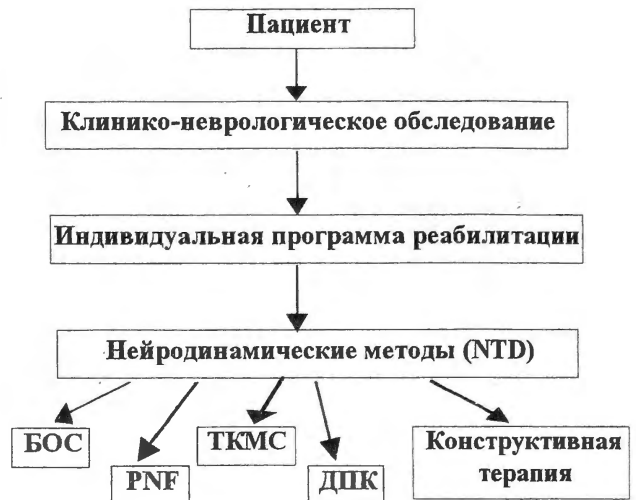 Пациент
Клинико-неврологическое обследование
Индивидуальная программа реабилитации
Нейродинамические методы (NTD)
БОС
PNF
ТКМС
ДПК
Конструктивная
терапия